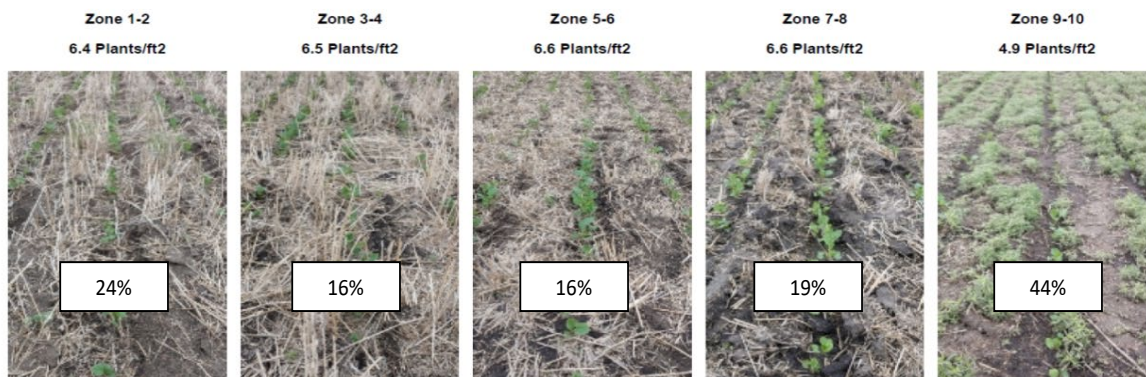 Zone 1-2
6.4 Plants/ft2
24%
Zone 3-4
6.5 Plants/ft2
16%
Zone 5-6
6.6 Plants/ft2
16%
Zone 7-8
6.6 Plants/ft2
19%
Zone 9-10
4.9 Plants/ft2
44%